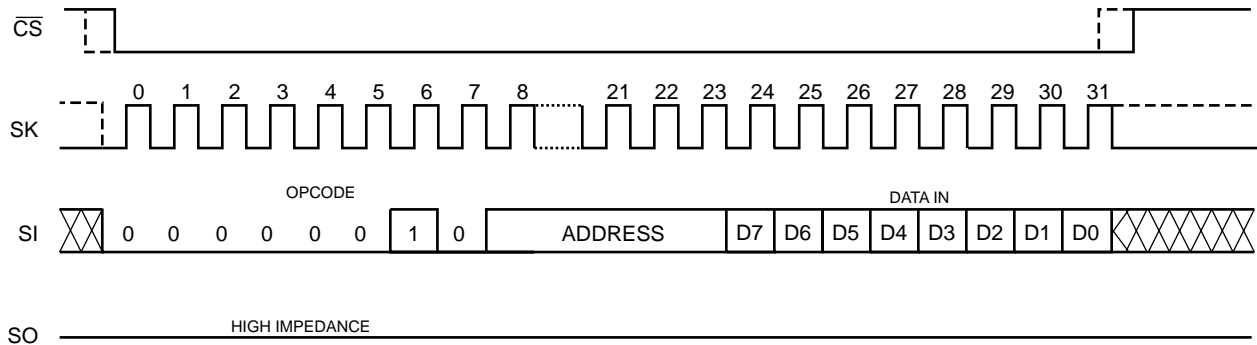 CS
0 1 2 3 4 5 6 7 8 21 22 23 24 25 26 27 28 29 30 31
SK
OPCODE DATA IN
SI 0 0 0 0 0 0 1 0 ADDRESS D7 D6 D5 D4 D3 D2 D1 D0
HIGH IMPEDANCE
SO